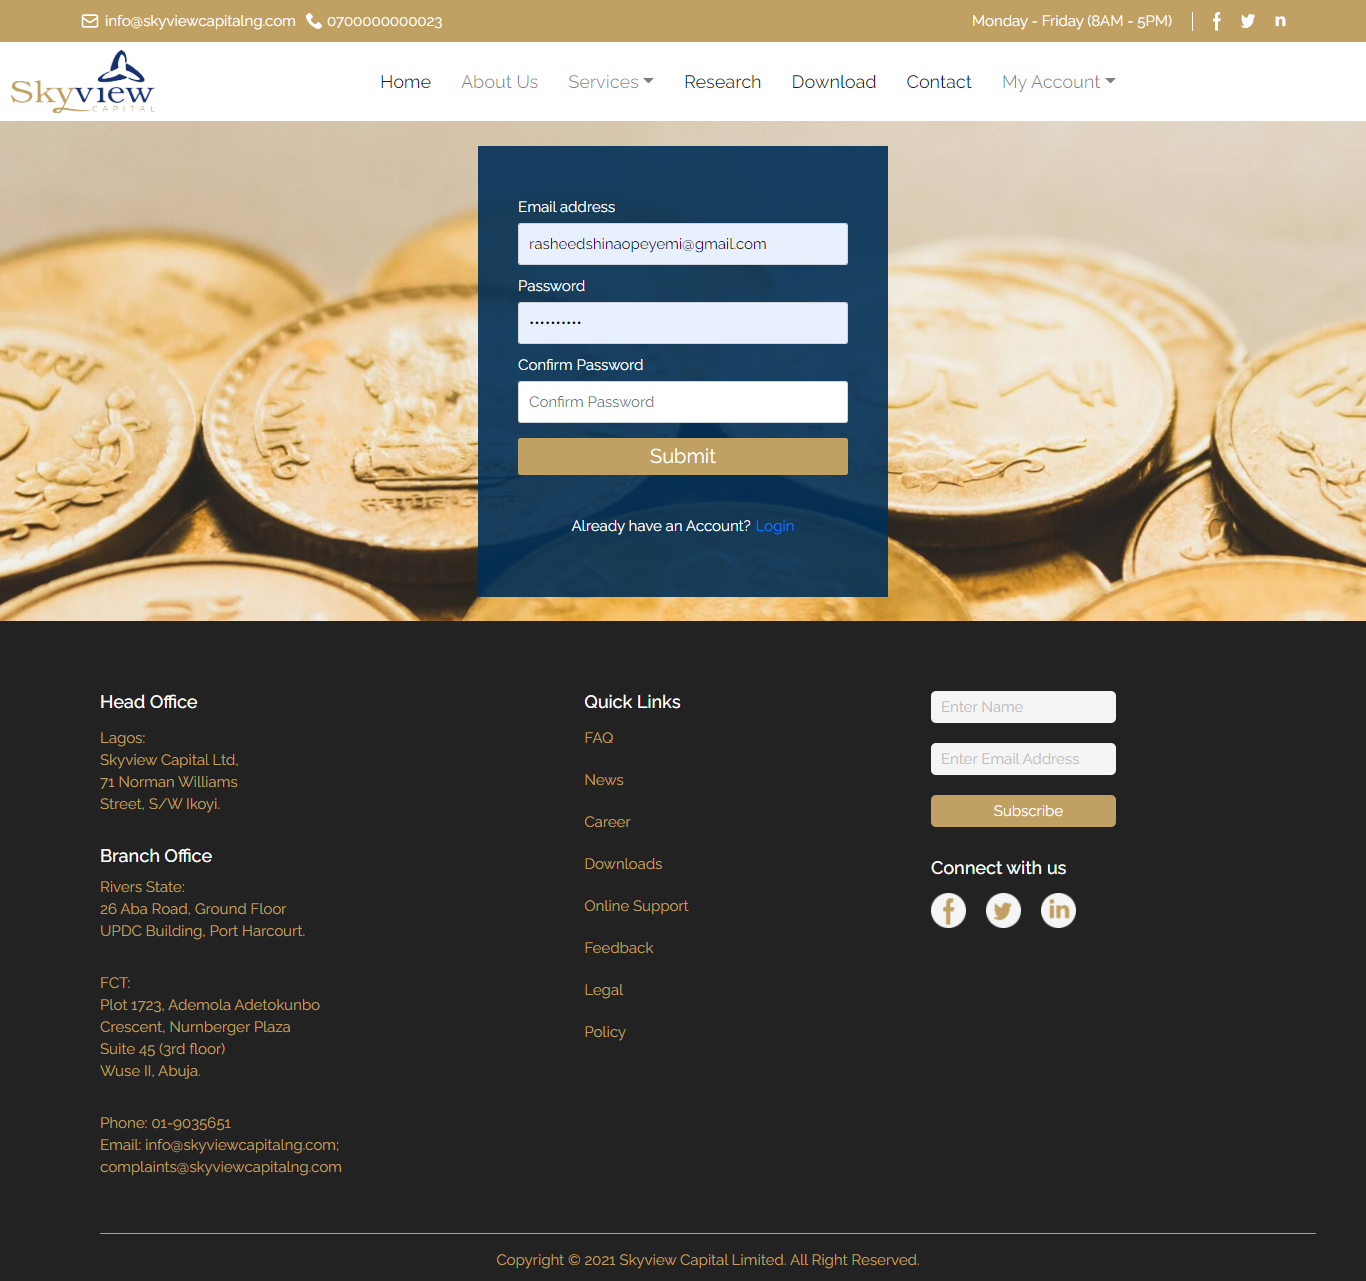 info@skyviewcapitalng.com 0700000000023 Monday - Friday (8AM - 5PM)
Skyview
CAPITAL
Home About Us Services Research Download Contact My Account
Email address
rasheedshinaopeyemi@gmail.com
Password
••••••••••
Confirm Password
Confirm Password
Submit
Already have an Account? Login
Head Office
Lagos:
Skyview Capital Ltd,
71 Norman Williams
Street, S/W Ikoyi.
Branch Office
Rivers State:
26 Aba Road, Ground Floor
UPDC Building, Port Harcourt.
FCT:
Plot 1723, Ademola Adetokunbo
Crescent, Nurnberger Plaza
Suite 45 (3rd floor)
Wuse II, Abuja.
Phone: 01-9035651
Email: info@skyviewcapitalng.com;
complaints@skyviewcapitalng.com
Quick Links
FAQ
News
Career
Downloads
Online Support
Feedback
Legal
Policy
Enter Name
Enter Email Address
Subscribe
Connect with us
Copyright © 2021 Skyview Capital Limited. All Right Reserved.